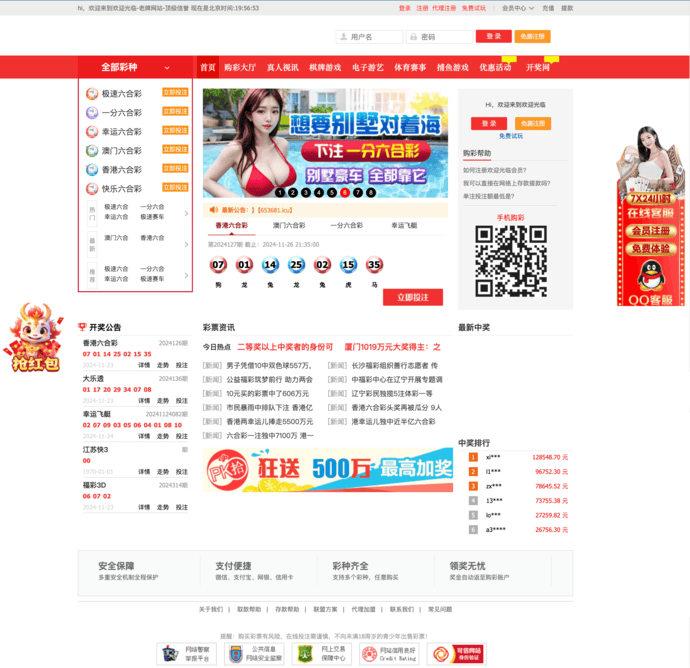 hi，欢迎来到欢迎光临-老牌网站-顶级信誉 现在是北京时间:19:56:53
登录 注册 代理注册 免费试玩 | 会员中心 充值 提款
用户名 密码 登 录 免费注册
全部彩种 首页 购彩大厅 真人视讯 棋牌游戏 电子游艺 体育赛事 捕鱼游戏 优惠活动 开奖网
极速六合彩 立即投注
一分六合彩 立即投注
幸运六合彩 立即投注
澳门六合彩 立即投注
香港六合彩 立即投注
快乐六合彩 立即投注
热门 极速六合 一分六合
幸运六合 极速赛车
最新 澳门六合 香港六合
推荐 极速六合 一分六合
幸运六合 极速赛车
想要别墅对着海
下注一分六合彩
别墅豪车 全都靠它
1 2 3 4 5 6 7 8
最新公告：】【653681.icu】
香港六合彩 澳门六合彩 一分六合彩 幸运飞艇
第2024127期 截止：2024-11-26 21:35:00
07 01 14 25 02 15 35
狗 龙 兔 龙 兔 虎 马
立即投注
HI，欢迎来到欢迎光临
登 录 免费注册
免费试玩
购彩帮助
如何注册欢迎光临会员?
我可以直接在网络上存款提款吗?
单注投注额最低是?
手机购彩
7X24小时
在线客服
会员注册
免费体验
QQ客服
抢红包
开奖公告
香港六合彩 2024126期
07 01 14 25 02 15 35
2024-11-23 详情 走势 投注
大乐透 2024136期
01 17 20 29 34 07 08
2024-11-23 详情 走势 投注
幸运飞艇 20241124082期
02 07 09 03 05 06 04 01 08 10
2024-11-24 详情 走势 投注
江苏快3 期
00
1970-01-01 详情 走势 投注
福彩3D 2024314期
06 07 02
2024-11-23 详情 走势 投注
彩票资讯
今日热点 二等奖以上中奖者的身份可 厦门1019万元大奖得主：之
[新闻] 男子凭借10中双色球557万，
[新闻] 长沙福彩组织善行志愿者 传
[新闻] 公益福彩筑梦前行 助力两会
[新闻] 中福彩中心在辽宁开展专题调
[新闻] 10元买的彩票中了606万元
[新闻] 辽宁彩民独揽5注体彩一等
[新闻] 市民暴雨中排队下注 香港亿
[新闻] 香港六合彩头奖再被瓜分 9人
[新闻] 香港两幸运儿捧走5500万元
[新闻] 港幸运儿独中近半亿六合彩
[新闻] 六合彩一注独中7100万 港一
PK拾 狂送 500万 最高加奖
最新中奖
中奖排行
1 xi*** 128548.70 元
2 l1*** 96752.30 元
3 zx*** 78645.52 元
4 13*** 73755.38 元
5 lo*** 27259.82 元
6 a3**** 26756.30 元
安全保障
多重安全机制全程保护
支付便捷
微信、支付宝、网银、信用卡
彩种齐全
支持多个彩种，任意购买
领奖无忧
奖金自动返至购彩账户
关于我们 | 取款帮助 | 存款帮助 | 联盟方案 | 代理加盟 | 联系我们 | 常见问题
提醒：购买彩票有风险，在线投注需谨慎，不向未满18周岁的青少年出售彩票！
网络警察
举报平台
公共信息
网络安全监察
网上交易
保障中心
网站信用良好
Credit Rating
可信网站
身份验证